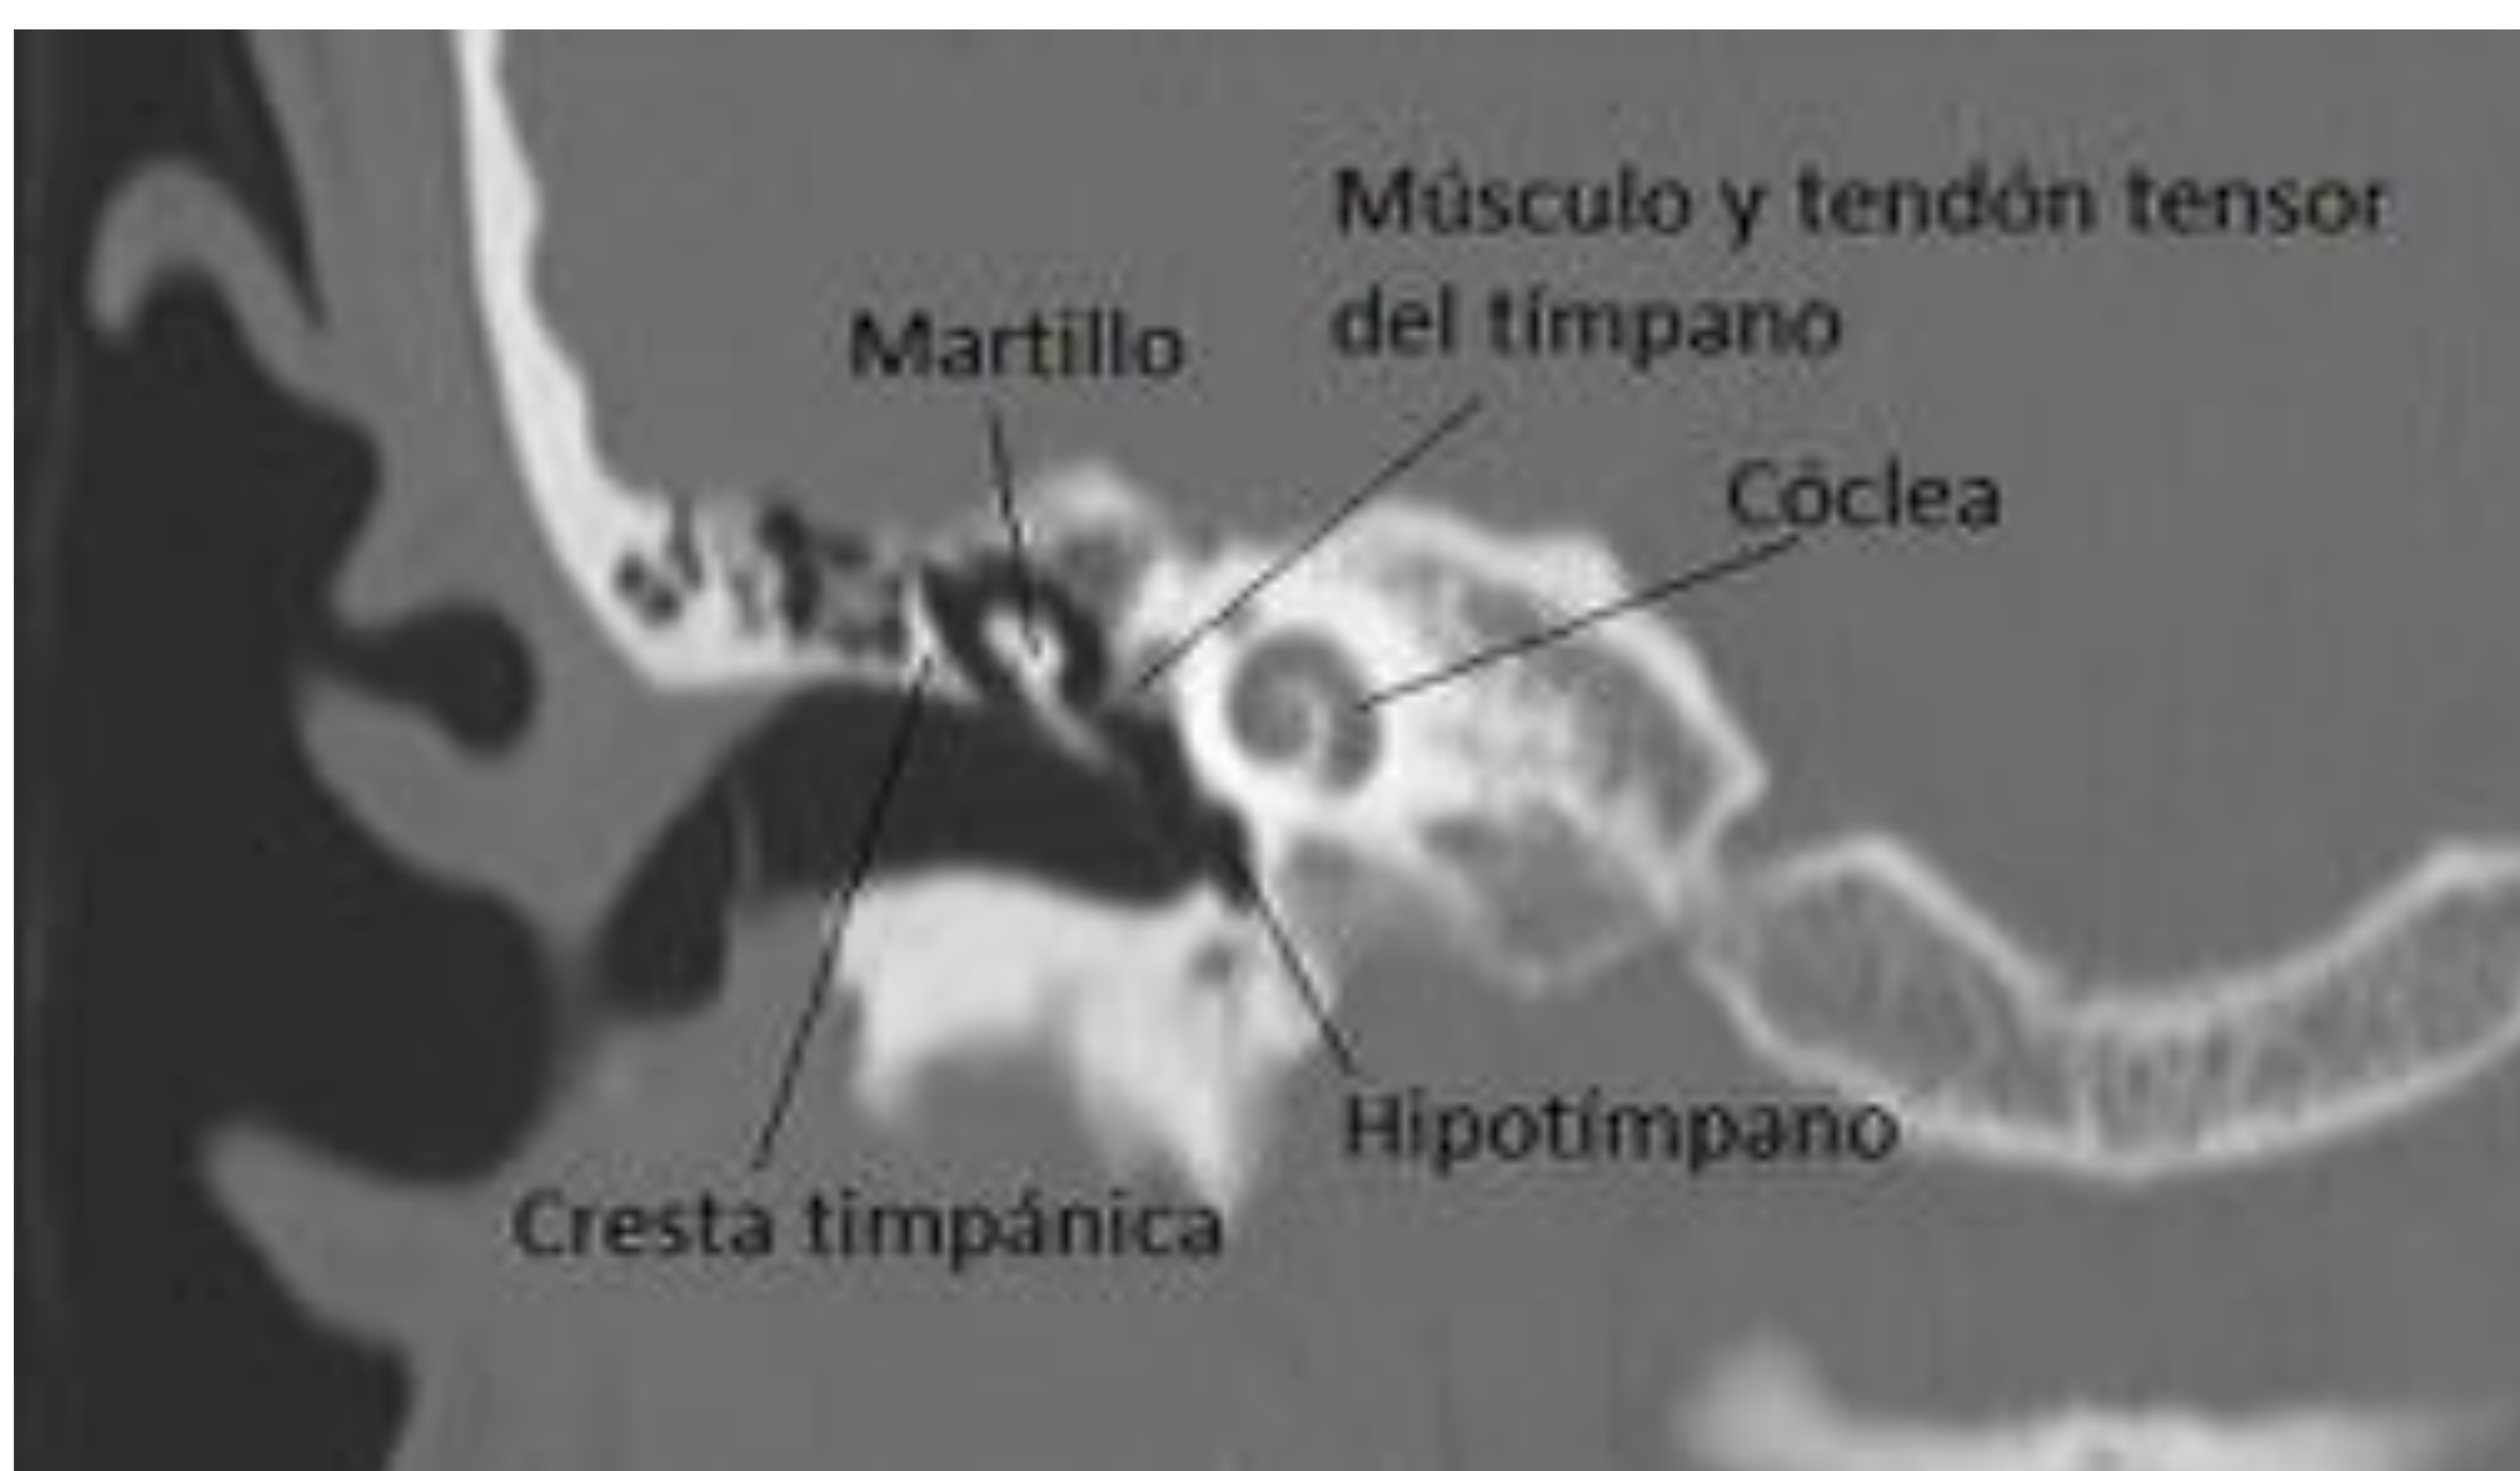 Músculo y tendón tensor
del tímpano
Martillo
Cóclea
Hipotímpano
Cresta timpánica